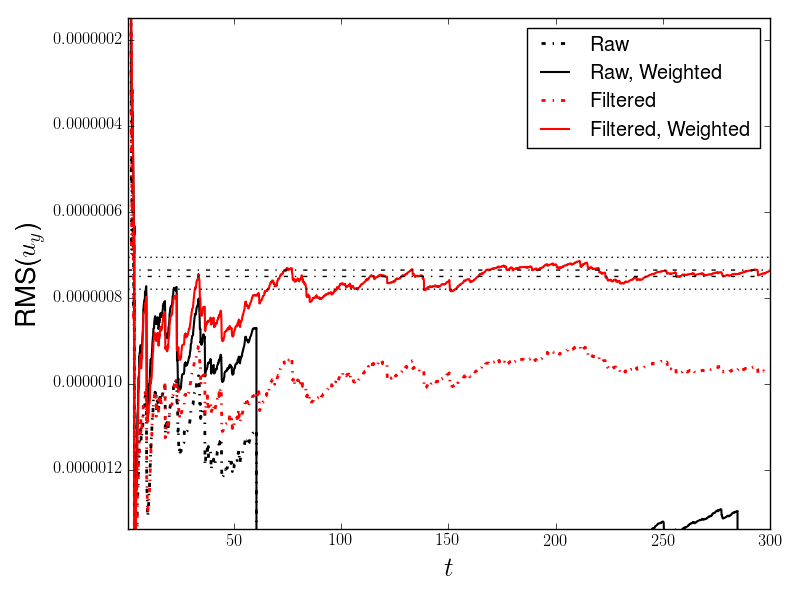 0.0000002
0.0000004
0.0000006
0.0000008
0.0000010
0.0000012
RMS(u_y)
50
100
150
200
250
300
t
Raw
Raw, Weighted
Filtered
Filtered, Weighted